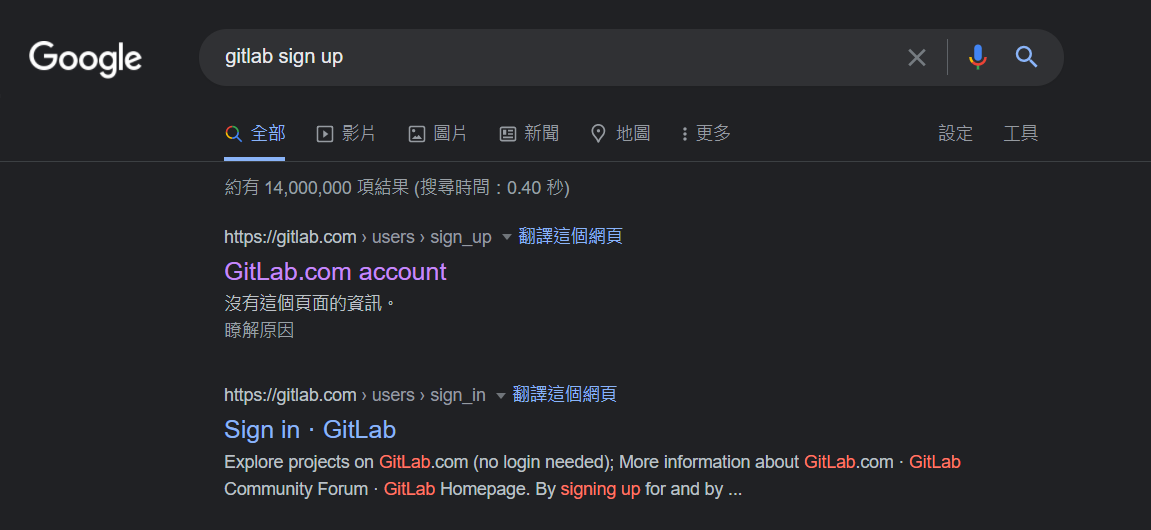 Google
gitlab sign up
全部 影片 圖片 新聞 地圖 更多 設定 工具
約有 14,000,000 項結果 (搜尋時間：0.40 秒)
https://gitlab.com › users › sign_up 翻譯這個網頁
GitLab.com account
沒有這個頁面的資訊。
瞭解原因
https://gitlab.com › users › sign_in 翻譯這個網頁
Sign in · GitLab
Explore projects on GitLab.com (no login needed); More information about GitLab.com · GitLab
Community Forum · GitLab Homepage. By signing up for and by ...